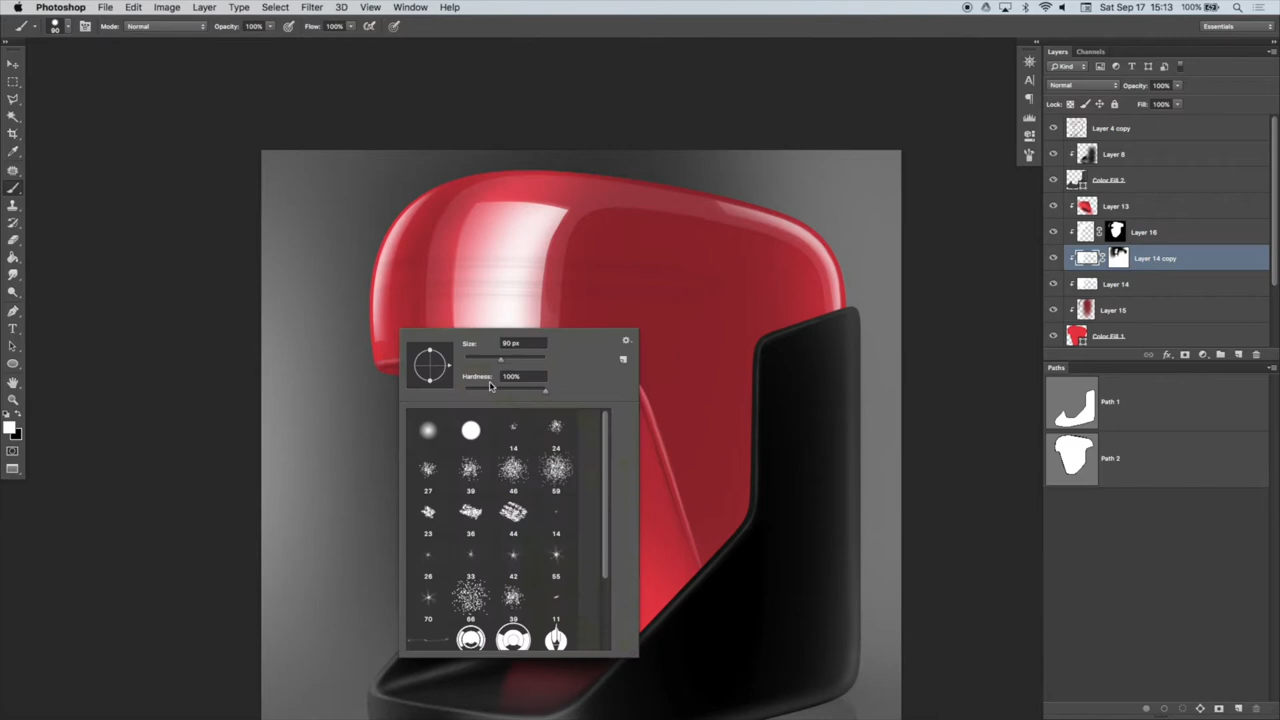 Photoshop File Edit Image Layer Type Select Filter 3D View Window Help 100% Sat Sep 17 15:13
90 Mode: Normal Opacity: 100% Flow: 100% Essentials
Layers Channels
Kind
Normal Opacity: 100%
Lock: Fill: 100%
Layer 4 copy
Layer 8
Color Fill 2
Layer 13
Layer 16
Layer 14 copy
Layer 14
Layer 15
Color Fill 1
Paths
Path 1
Path 2
Size: 90 px
Hardness: 100%
14 24
27 39 46 59
23 36 44 14
26 33 42 55
70 66 39 11